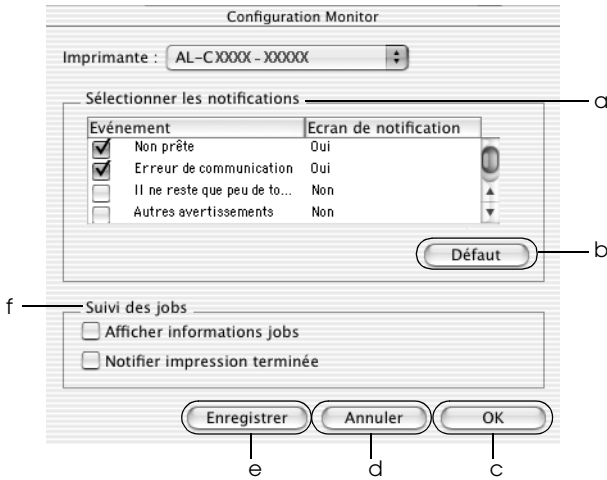 Configuration Monitor
Imprimante : AL-CXXXX-XXXXX
Sélectionner les notifications
a
Evénement Ecran de notification
Non prête Oui
Erreur de communication Oui
Il ne reste que peu de to... Non
Autres avertissements Non
Défaut
b
f
Suivi des jobs
Afficher informations jobs
Notifier impression terminée
Enregistrer Annuler OK
e d c